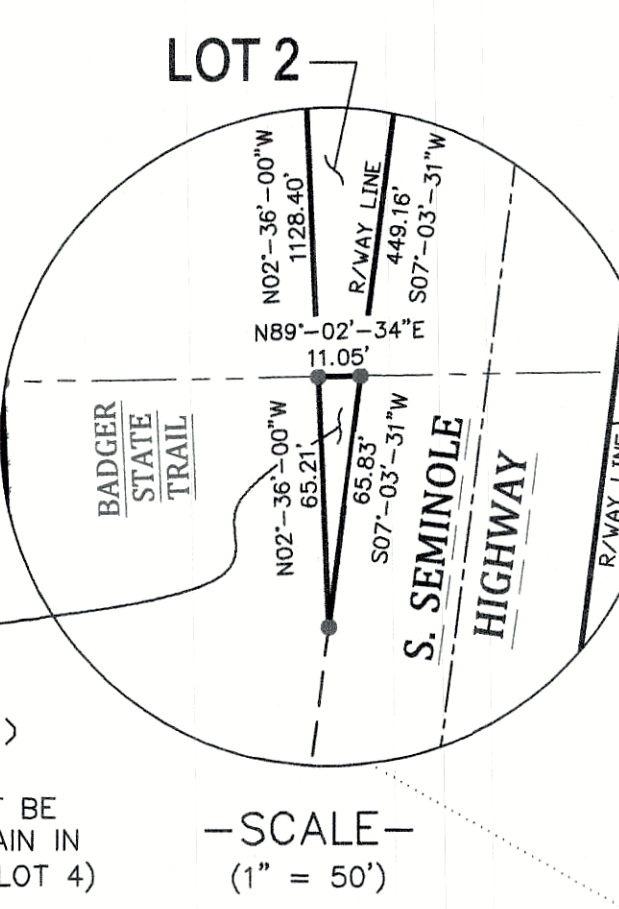 LOT 2
N02°-36'-00"W
1128.40'
R/WAY LINE
449.16'
S07°-03'-31"W
N89°-02'-34"E
11.05'
BADGER
STATE
TRAIL
N02°-36'-00"W
65.21'
65.83'
S07°-03'-31"W
S. SEMINOLE
HIGHWAY
R/WAY LINE
BE
AIN IN
LOT 4)
-SCALE-
(1" = 50')